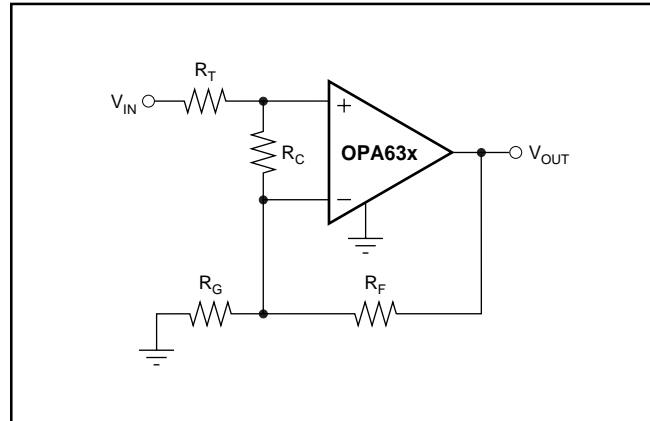 R_T
V_IN
+
R_C
OPA63x
V_OUT
−
R_G
R_F